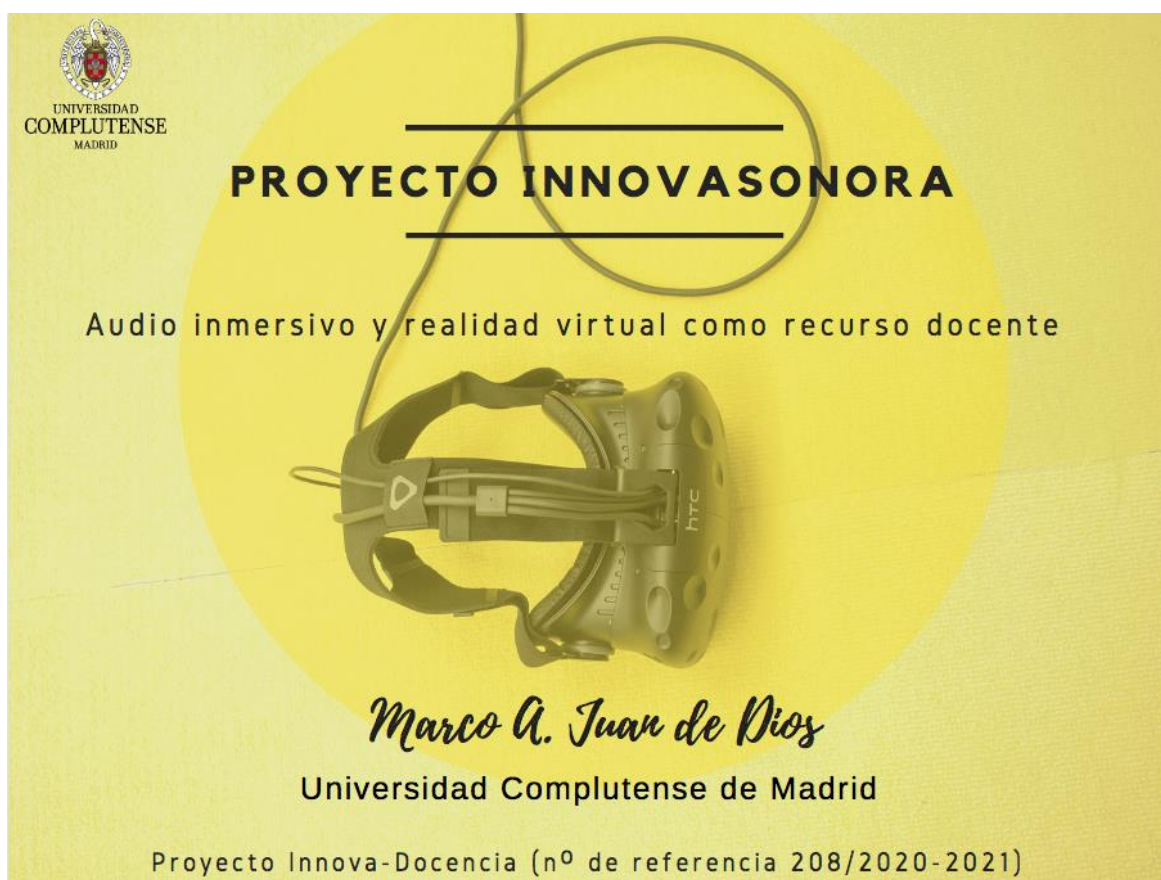 UNIVERSIDAD
COMPLUTENSE
MADRID
PROYECTO INNOVASONORA
Audio inmersivo y realidad virtual como recurso docente
htc
Marco A. Juan de Dios
Universidad Complutense de Madrid
Proyecto Innova-Docencia (nº de referencia 208/2020-2021)